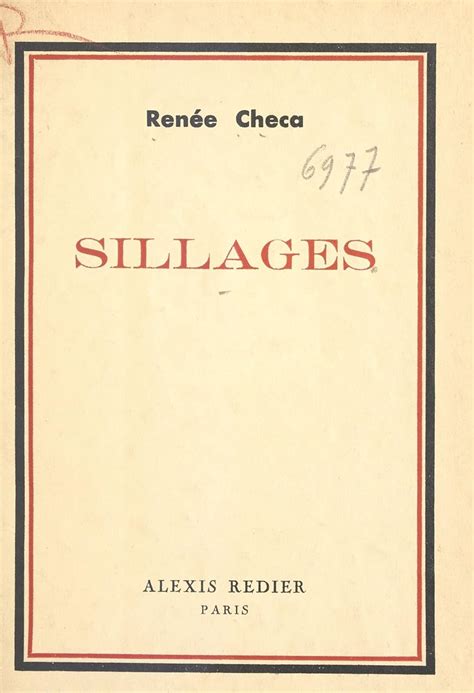 Renée Checa
6977
SILLAGES
ALEXIS REDIER
PARIS